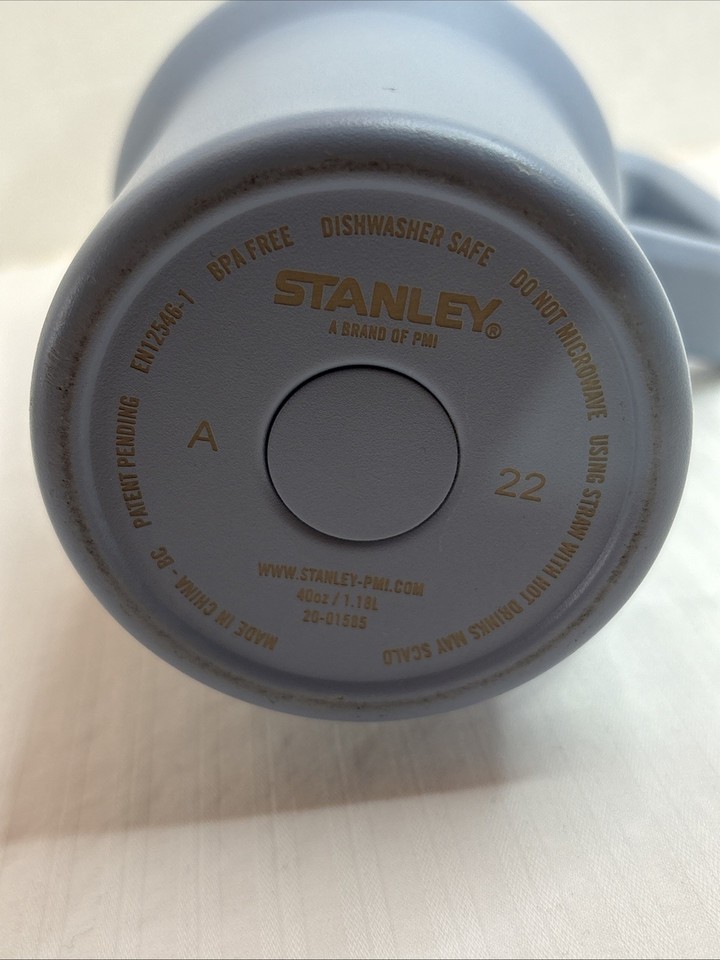 STANLEY®
A BRAND OF PMI
A
22
WWW.STANLEY-PMI.COM
40oz / 1.18L
20-01585
MADE IN CHINA - BC
PATENT PENDING
EN12546-1
BPA FREE
DISHWASHER SAFE
DO NOT MICROWAVE
USING STRAW WITH HOT DRINKS MAY SCALD